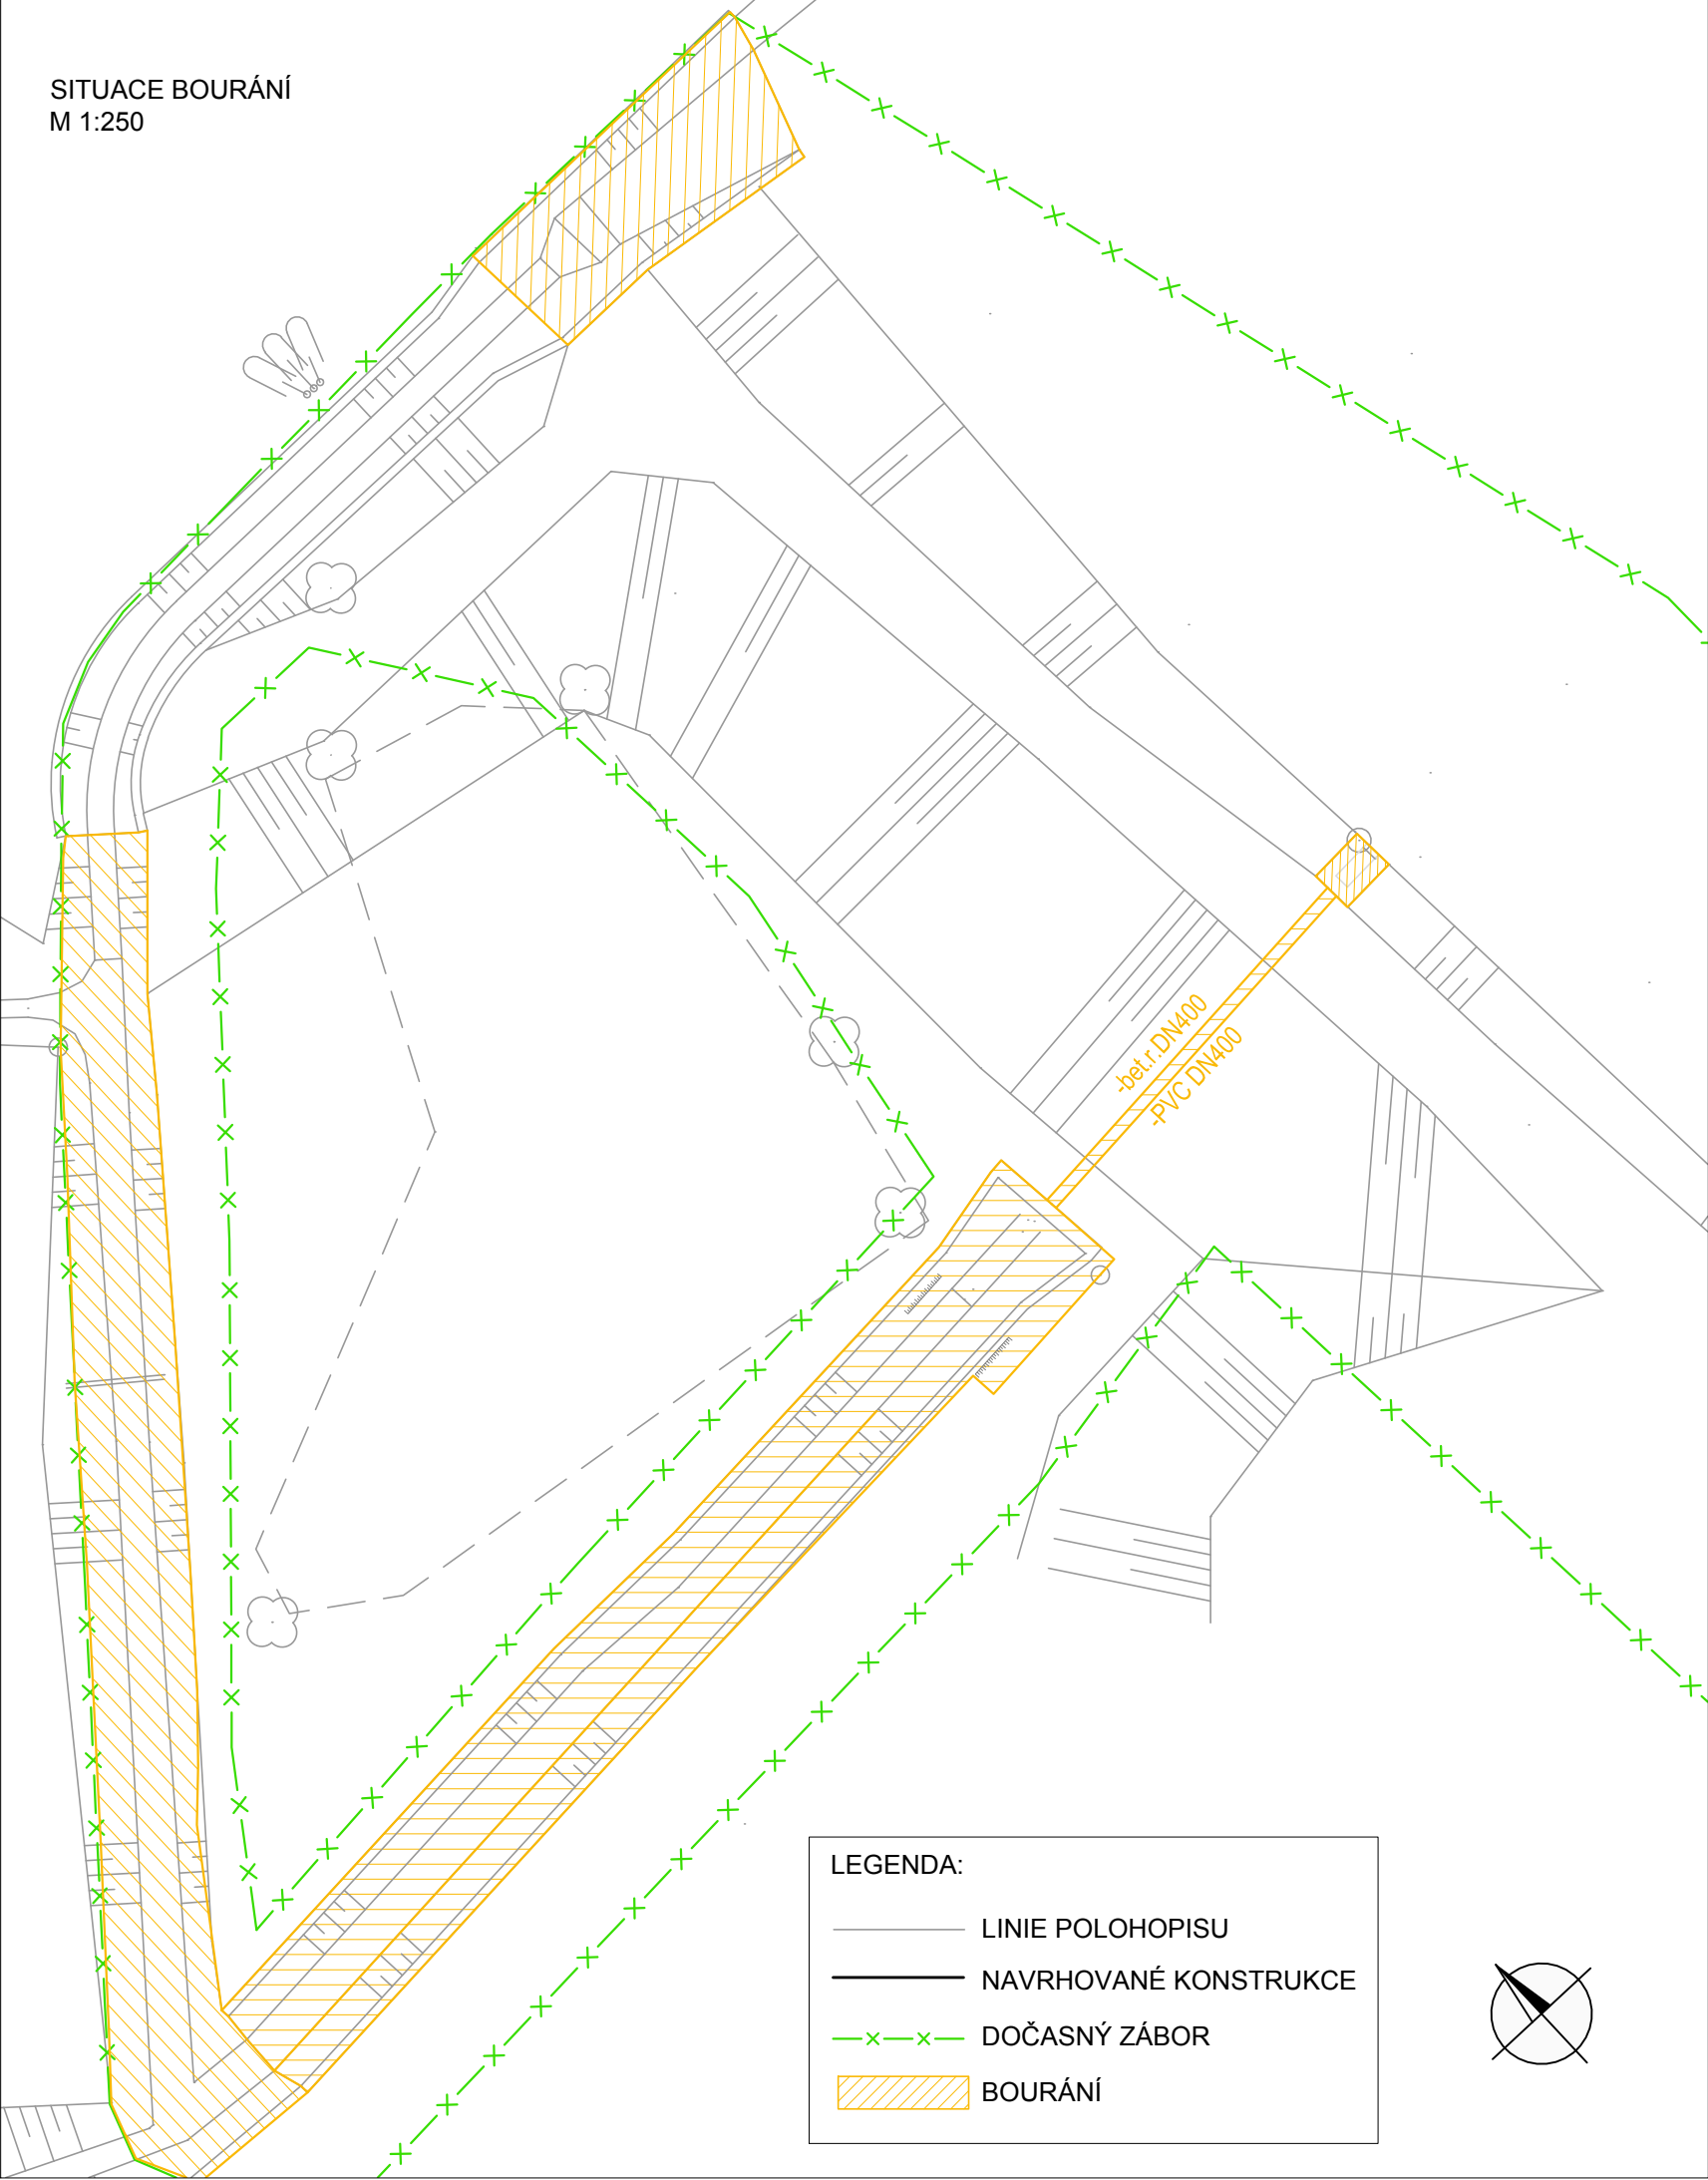 SITUACE BOURÁNÍ
M 1:250
-bet.r.DN400
-PVC DN400
LEGENDA:
LINIE POLOHOPISU
NAVRHOVANÉ KONSTRUKCE
DOČASNÝ ZÁBOR
BOURÁNÍ